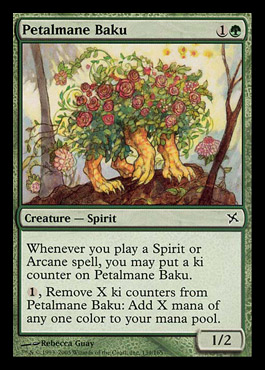 Petalmane Baku 1
Creature — Spirit
Whenever you play a Spirit or
Arcane spell, you may put a ki
counter on Petalmane Baku.
1, Remove X ki counters from
Petalmane Baku: Add X mana of
any one color to your mana pool.
Rebecca Guay
1/2